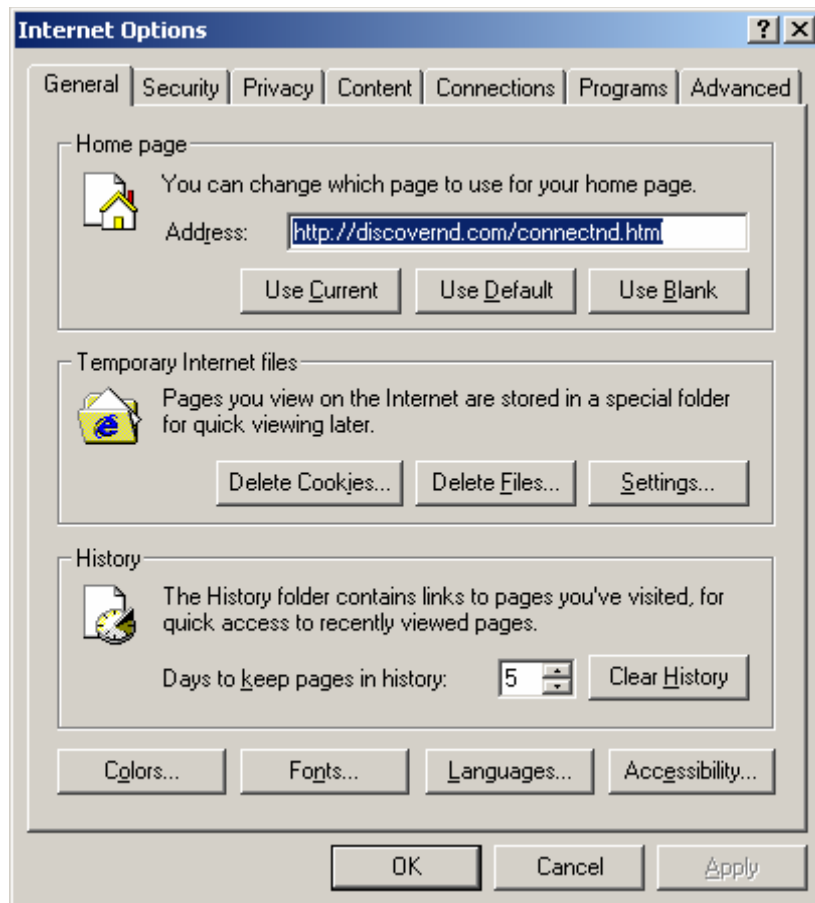 Internet Options
General Security Privacy Content Connections Programs Advanced
Home page
You can change which page to use for your home page.
Address: http://discovernd.com/connectnd.html
Use Current Use Default Use Blank
Temporary Internet files
Pages you view on the Internet are stored in a special folder
for quick viewing later.
Delete Cookies... Delete Files... Settings...
History
The History folder contains links to pages you've visited, for
quick access to recently viewed pages.
Days to keep pages in history: 5 Clear History
Colors... Fonts... Languages... Accessibility...
OK Cancel Apply